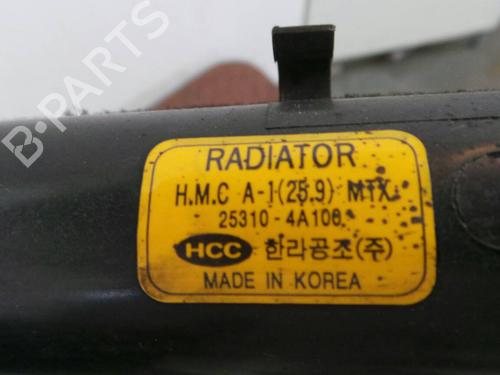 B-PARTS
RADIATOR
H.M.C A-1(25.9) MTX
25310-4A106
HCC 한라공조(주)
MADE IN KOREA